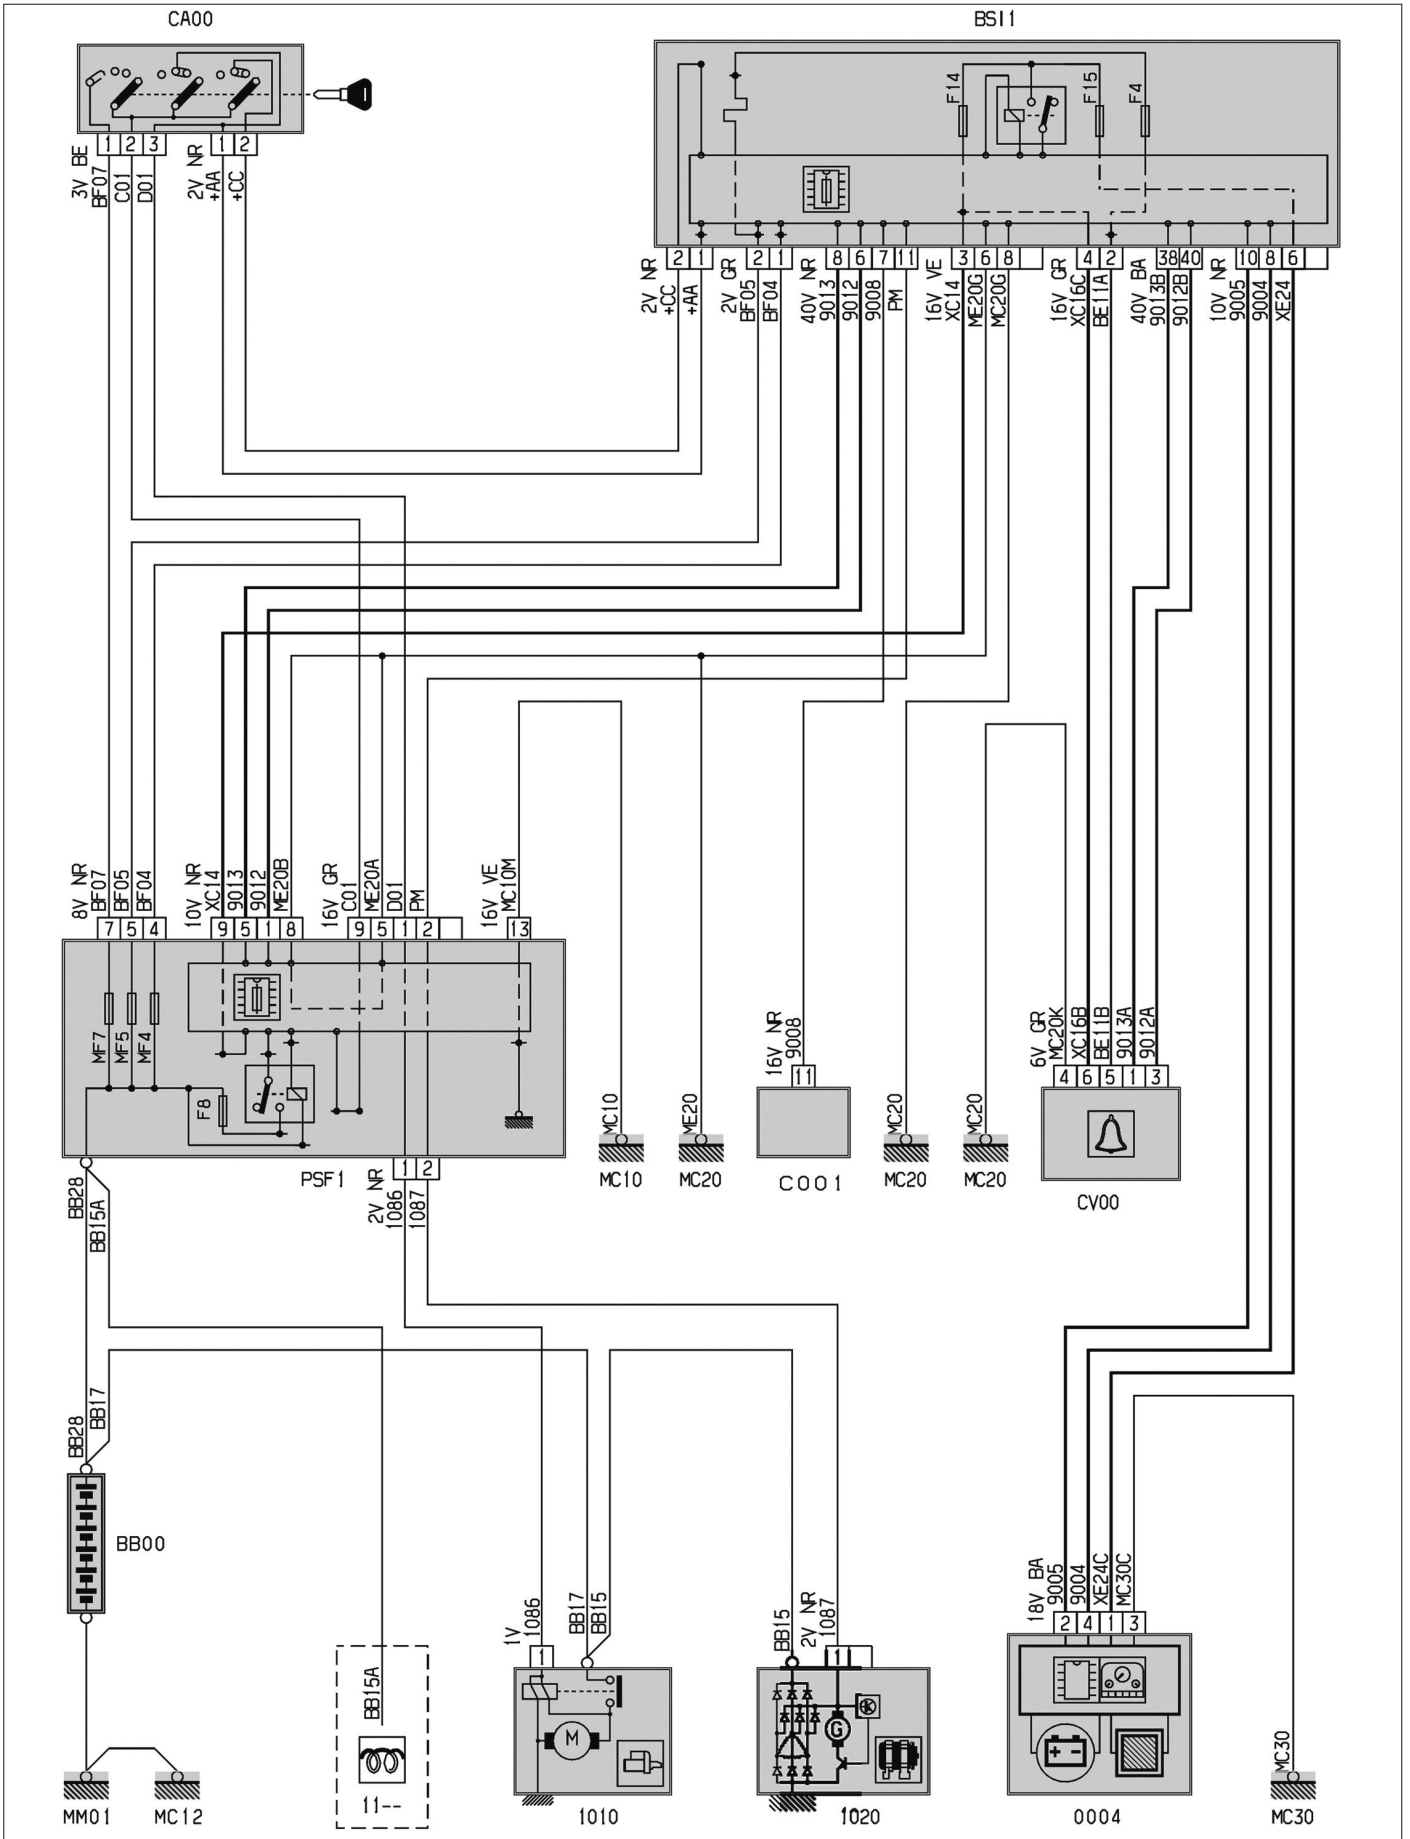 CA00
BSI1
F14
F15
F4
1
2
3
1
2
3V BE
BF07
C01
D01
2V NR
+AA
+CC
2
1
2
1
8
6
7
11
3
6
8
4
2
38
40
10
8
6
2V NR
+CC
+AA
2V GR
BF05
BF04
40V NR
9013
9012
9008
PM
16V VE
XC14
ME20G
MC20G
16V GR
XC16C
BE11A
40V BA
9013B
9012B
10V NR
9005
9004
XE24
8V NR
BF07
BF05
BF04
10V NR
XC14
9013
9012
ME20B
16V GR
C01
ME20A
D01
PM
16V VE
MC10M
7
5
4
9
5
1
8
9
5
1
2
13
MF7
MF5
MF4
F8
16V NR
9008
11
6V GR
MC20K
XC16B
BE11B
9013A
9012A
4
6
5
1
3
MC10
ME20
MC20
MC20
PSF1
1
2
MC10
MC20
C001
MC20
MC20
CV00
BB28
BB15A
2V NR
1086
1087
BB28
BB17
BB00
BB15A
1V
1086
BB17
BB15
BB15
2V NR
1087
18V BA
9005
9004
XE24C
MC30C
1
1
2
4
1
3
M
G
+ -
MC30
MM01
MC12
11--
1010
1020
0004
MC30